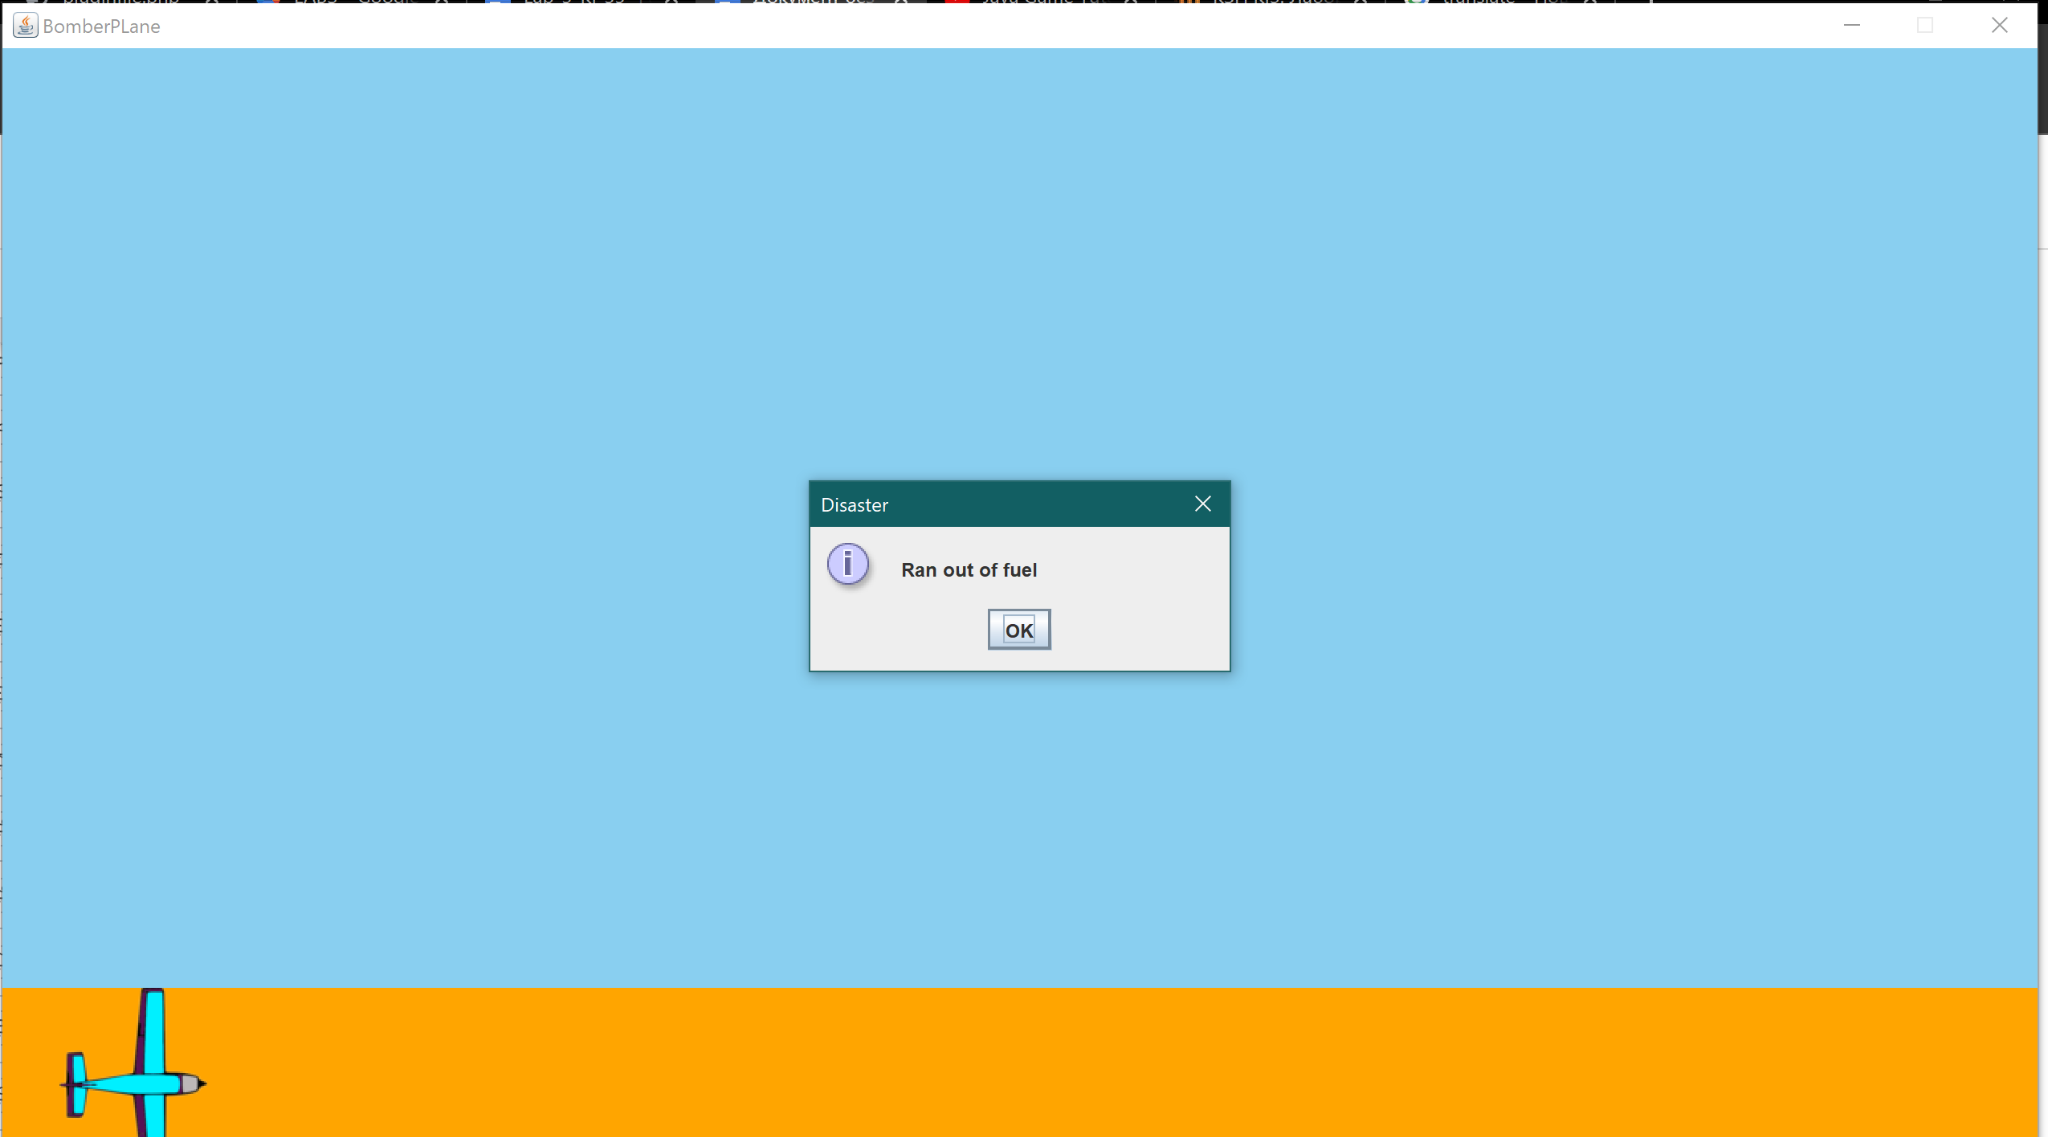 BomberPLane
Disaster
Ran out of fuel
OK